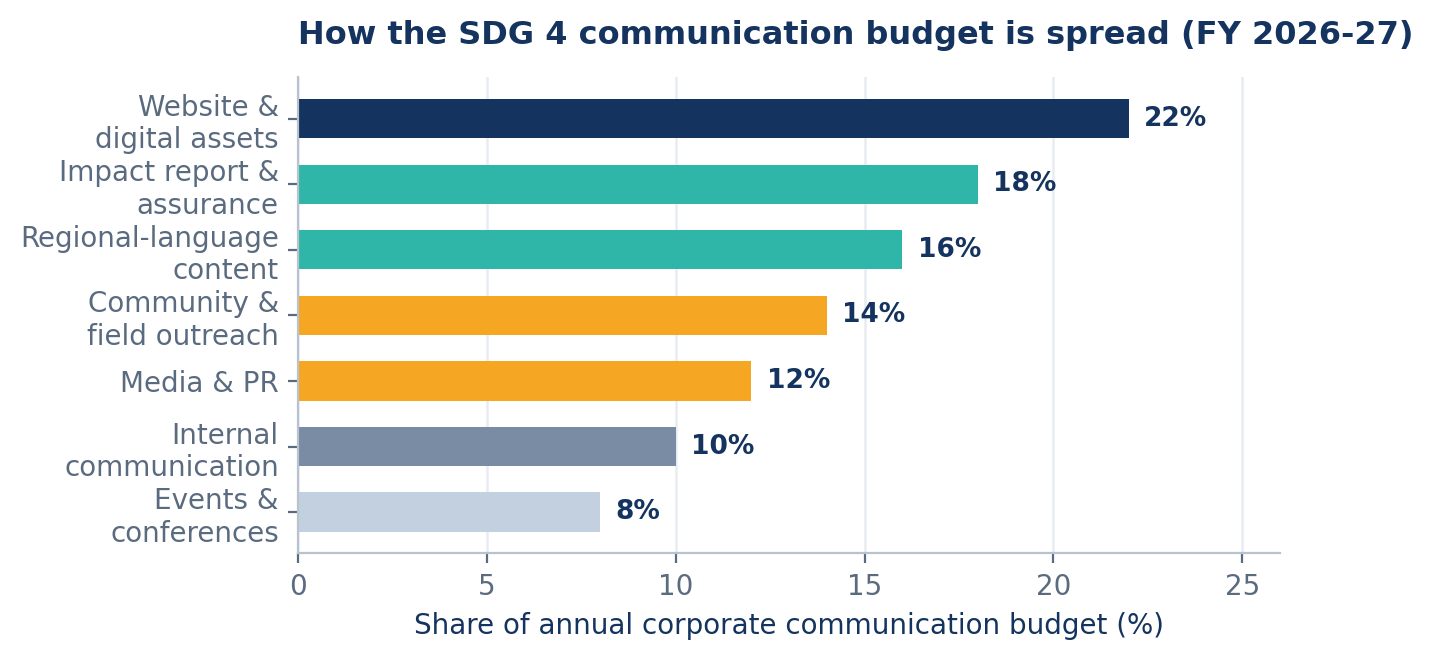 How the SDG 4 communication budget is spread (FY 2026-27)
Website &
digital assets
22%
Impact report &
assurance
18%
Regional-language
content
16%
Community &
field outreach
14%
Media & PR
12%
Internal
communication
10%
Events &
conferences
8%
0 5 10 15 20 25
Share of annual corporate communication budget (%)